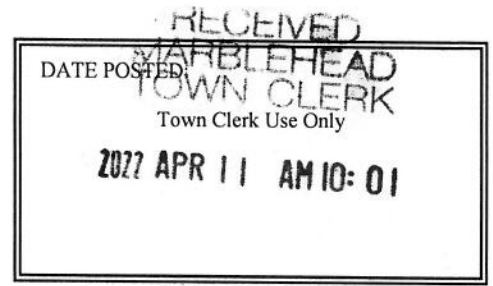 RECEIVED
MARBLEHEAD
TOWN CLERK
DATE POSTED:
Town Clerk Use Only
2022 APR 11 AM 10: 01